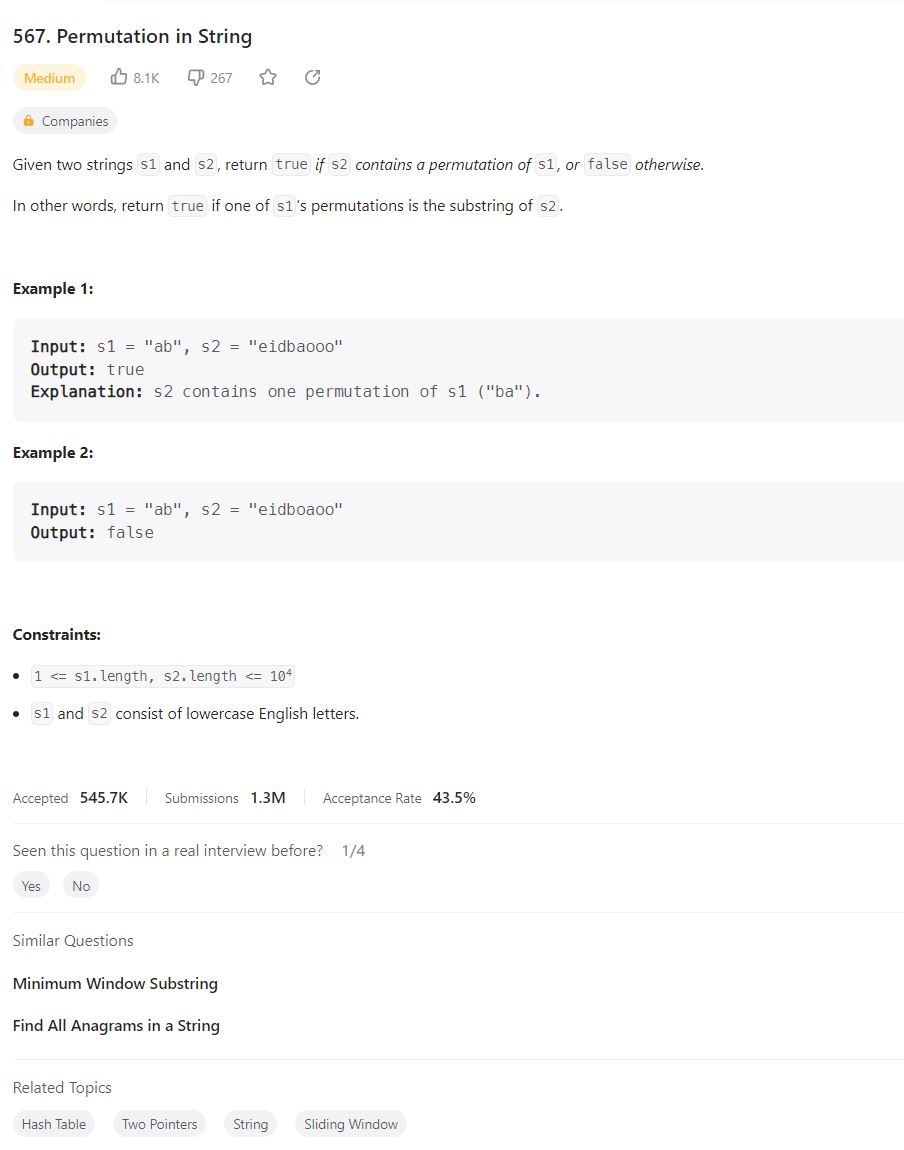 567. Permutation in String
Medium 8.1K 267
Companies
Given two strings s1 and s2, return true if s2 contains a permutation of s1, or false otherwise.
In other words, return true if one of s1's permutations is the substring of s2.
Example 1:
Input: s1 = "ab", s2 = "eidbaooo"
Output: true
Explanation: s2 contains one permutation of s1 ("ba").
Example 2:
Input: s1 = "ab", s2 = "eidboaoo"
Output: false
Constraints:
• 1 <= s1.length, s2.length <= 10⁴
• s1 and s2 consist of lowercase English letters.
Accepted 545.7K Submissions 1.3M Acceptance Rate 43.5%
Seen this question in a real interview before? 1/4
Yes No
Similar Questions
Minimum Window Substring
Find All Anagrams in a String
Related Topics
Hash Table Two Pointers String Sliding Window